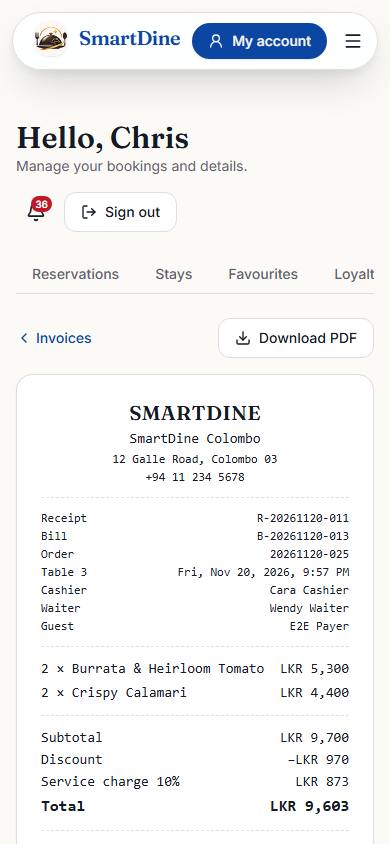 SmartDine
My account
Hello, Chris
Manage your bookings and details.
36
Sign out
Reservations Stays Favourites Loyalt
Invoices
Download PDF
SMARTDINE
SmartDine Colombo
12 Galle Road, Colombo 03
+94 11 234 5678
Receipt R-20261120-011
Bill B-20261120-013
Order 20261120-025
Table 3 Fri, Nov 20, 2026, 9:57 PM
Cashier Cara Cashier
Waiter Wendy Waiter
Guest E2E Payer
2 × Burrata & Heirloom Tomato LKR 5,300
2 × Crispy Calamari LKR 4,400
Subtotal LKR 9,700
Discount −LKR 970
Service charge 10% LKR 873
Total LKR 9,603